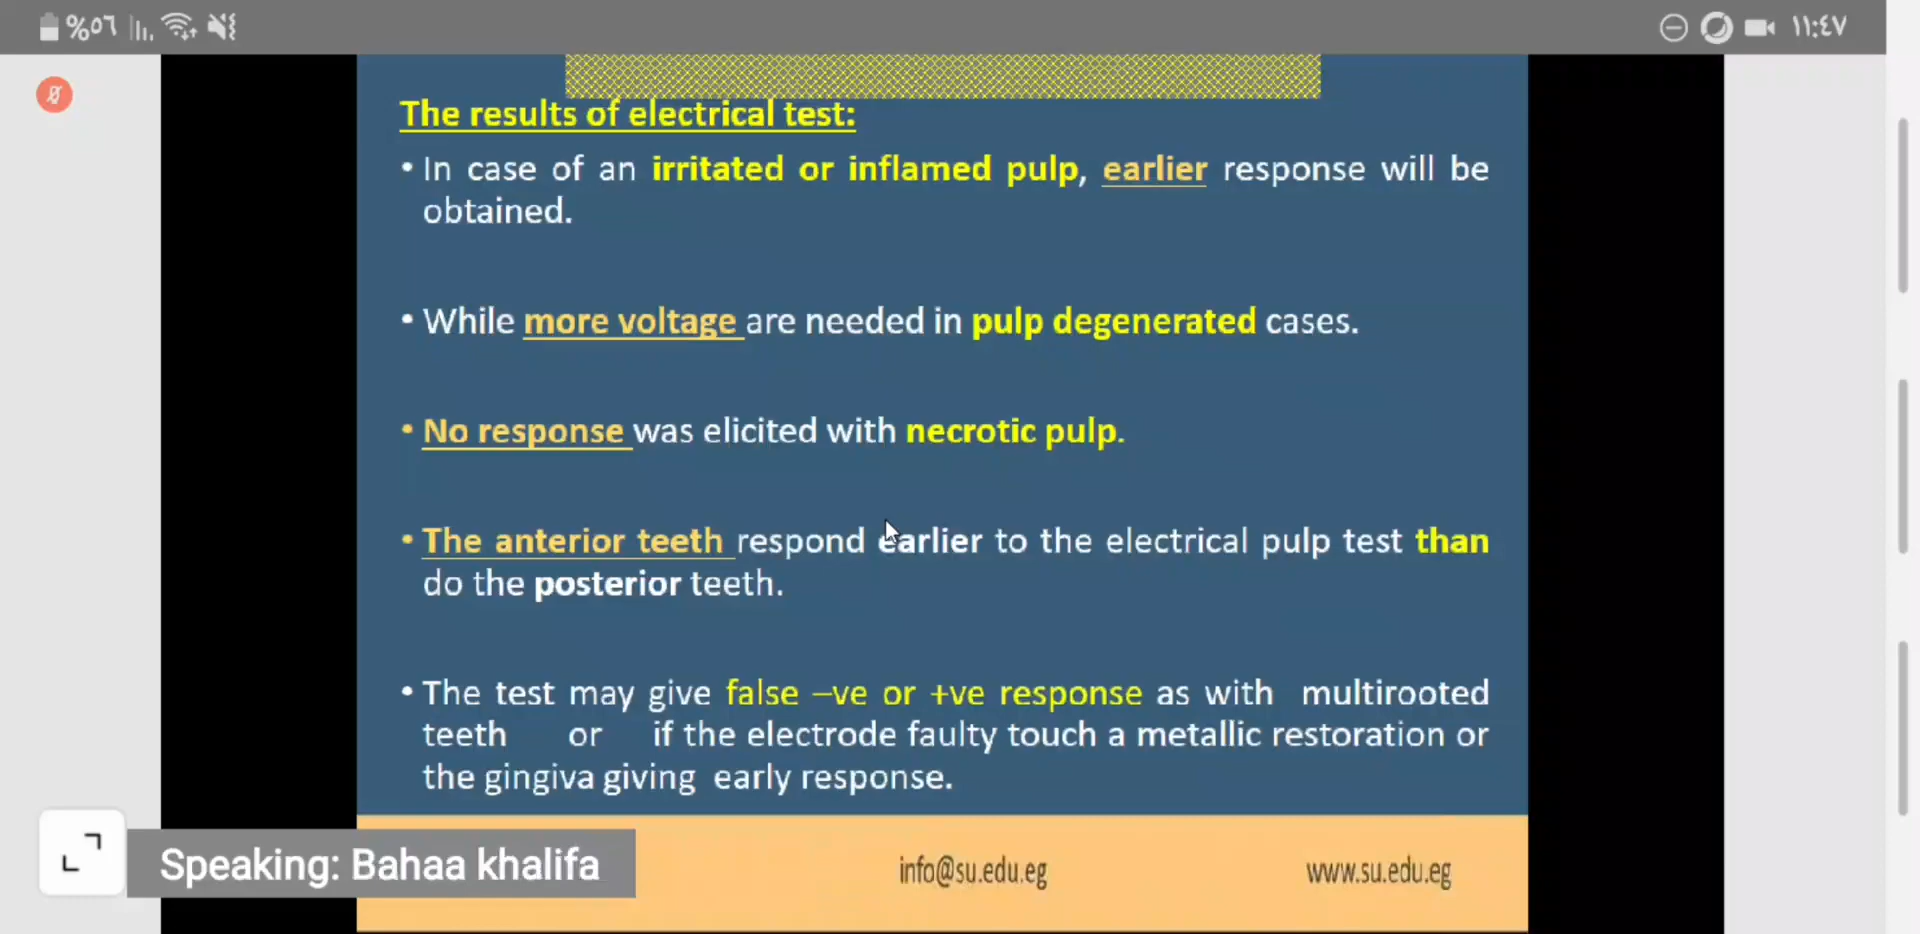 %٥٦
١١:٤٧
The results of electrical test:
• In case of an irritated or inflamed pulp, earlier response will be
obtained.
• While more voltage are needed in pulp degenerated cases.
• No response was elicited with necrotic pulp.
• The anterior teeth respond earlier to the electrical pulp test than
do the posterior teeth.
• The test may give false –ve or +ve response as with multirooted
teeth or if the electrode faulty touch a metallic restoration or
the gingiva giving early response.
Speaking: Bahaa khalifa
info@su.edu.eg
www.su.edu.eg